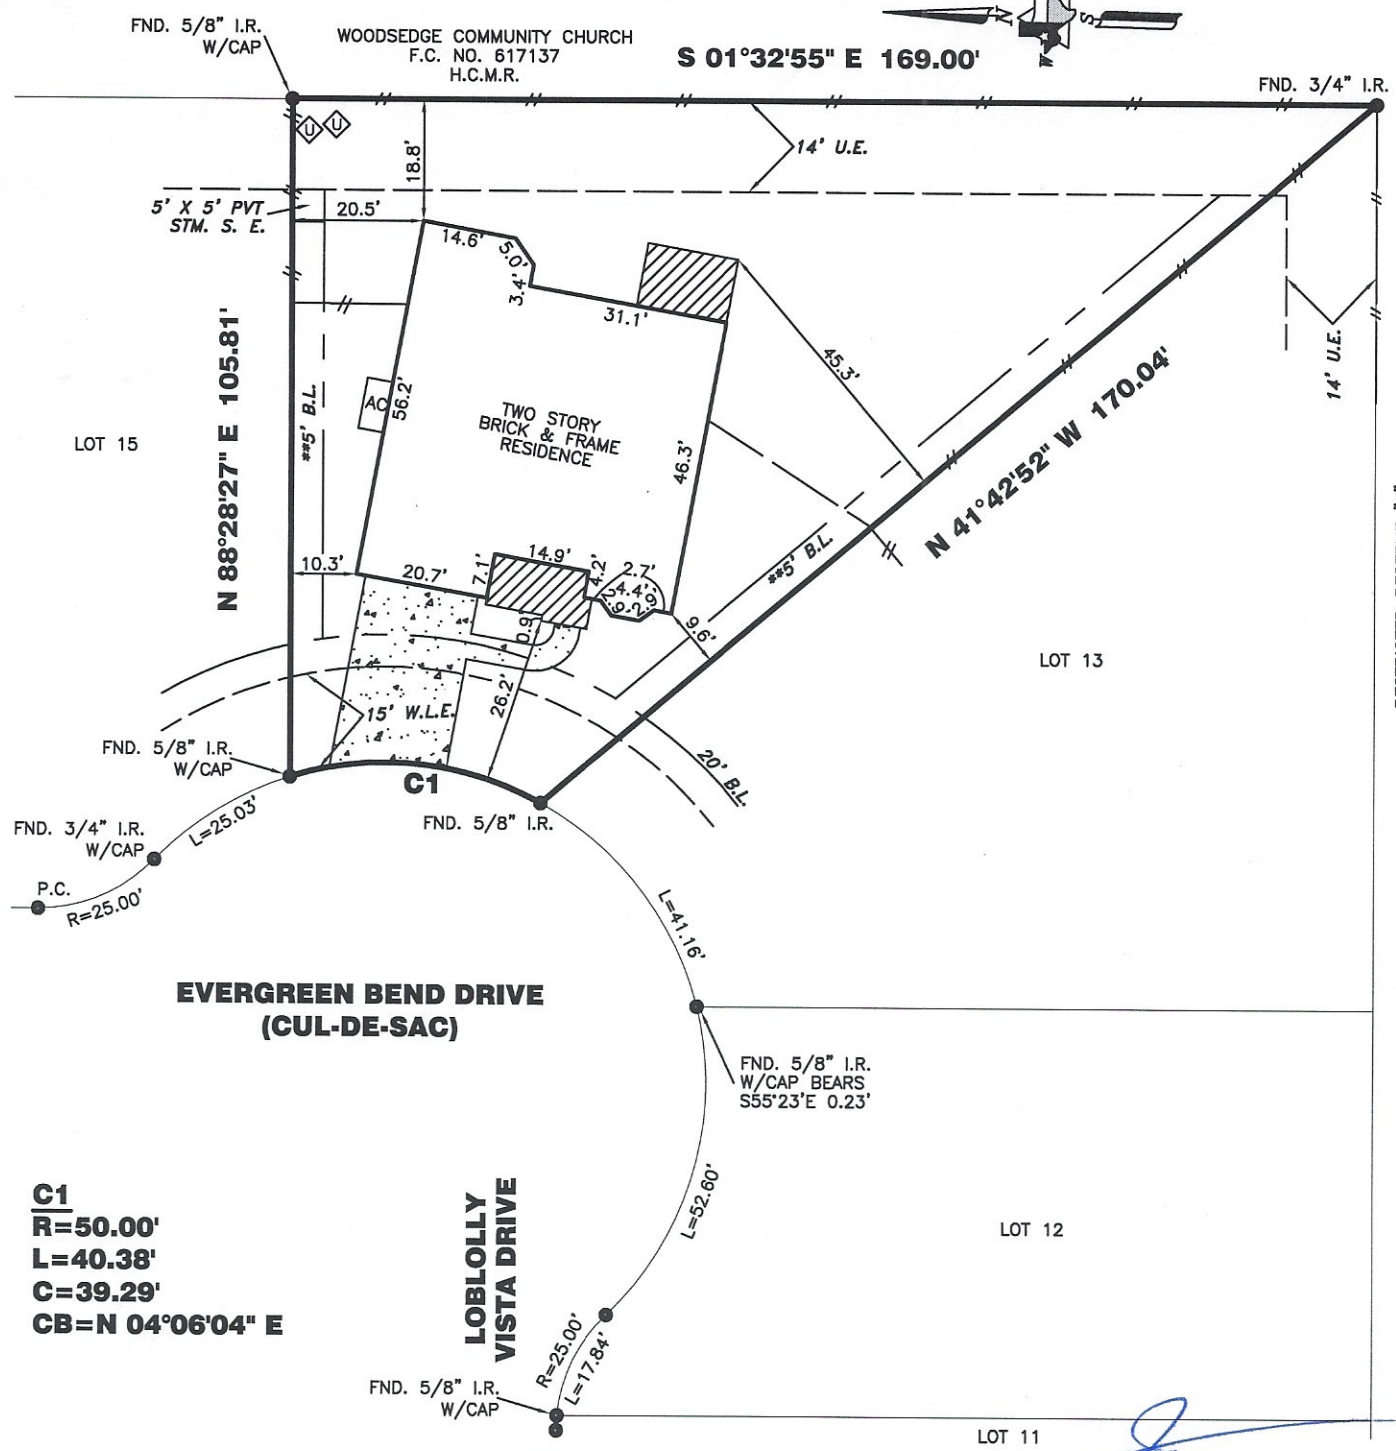 FND. 5/8" I.R.
W/CAP
WOODSEDGE COMMUNITY CHURCH
F.C. NO. 617137
H.C.M.R.
S 01°32'55" E 169.00'
N
S
W
FND. 3/4" I.R.
U
U
18.8'
14' U.E.
5' X 5' PVT
STM. S. E.
20.5'
14.6'
5.0'
3.4'
31.1'
45.3'
14' U.E.
N 88°28'27" E 105.81'
**5' B.L.
AC
56.2'
TWO STORY
BRICK & FRAME
RESIDENCE
46.3'
N 41°42'52" W 170.04'
LOT 15
**5' B.L.
10.3'
20.7'
7.1'
14.9'
4.2'
2.7'
4.4'
2.9'
2.9'
0.9'
9.6'
LOT 13
26.2'
15' W.L.E.
20' B.L.
FND. 5/8" I.R.
W/CAP
C1
FND. 5/8" I.R.
L=25.03'
FND. 3/4" I.R.
W/CAP
P.C.
R=25.00'
L=41.16'
EVERGREEN BEND DRIVE
(CUL-DE-SAC)
FND. 5/8" I.R.
W/CAP BEARS
S55°23'E 0.23'
C1
R=50.00'
L=40.38'
C=39.29'
CB=N 04°06'04" E
LOBLOLLY
VISTA DRIVE
L=52.60'
LOT 12
R=25.00'
L=17.84'
FND. 5/8" I.R.
W/CAP
LOT 11